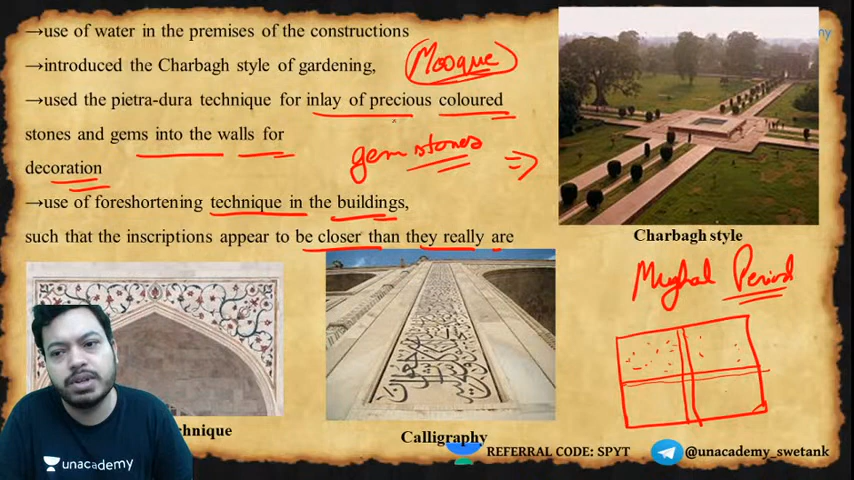 →use of water in the premises of the constructions
→introduced the Charbagh style of gardening,
Mosque
→used the pietra-dura technique for inlay of precious coloured
stones and gems into the walls for
decoration
gem stones ⇒
→use of foreshortening technique in the buildings,
such that the inscriptions appear to be closer than they really are
Charbagh style
Mughal Period
hnique
Calligraphy
unacademy
REFERRAL CODE: SPYT
@unacademy_swetank